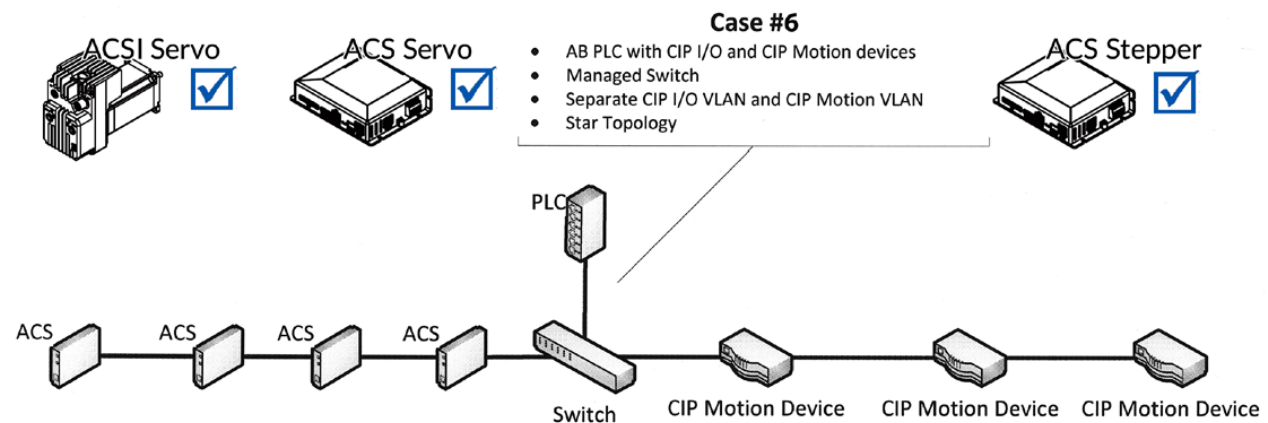 Case #6
ACSI Servo
ACS Servo
• AB PLC with CIP I/O and CIP Motion devices
• Managed Switch
• Separate CIP I/O VLAN and CIP Motion VLAN
• Star Topology
ACS Stepper
PLC
ACS
ACS
ACS
ACS
Switch
CIP Motion Device
CIP Motion Device
CIP Motion Device